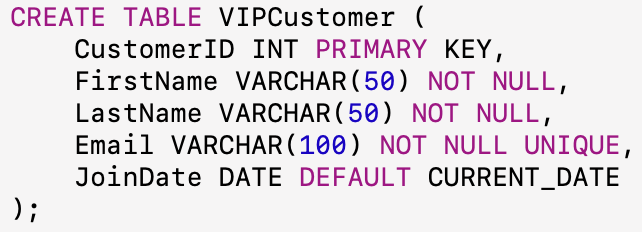 CREATE TABLE VIPCustomer (
    CustomerID INT PRIMARY KEY,
    FirstName VARCHAR(50) NOT NULL,
    LastName VARCHAR(50) NOT NULL,
    Email VARCHAR(100) NOT NULL UNIQUE,
    JoinDate DATE DEFAULT CURRENT_DATE
);